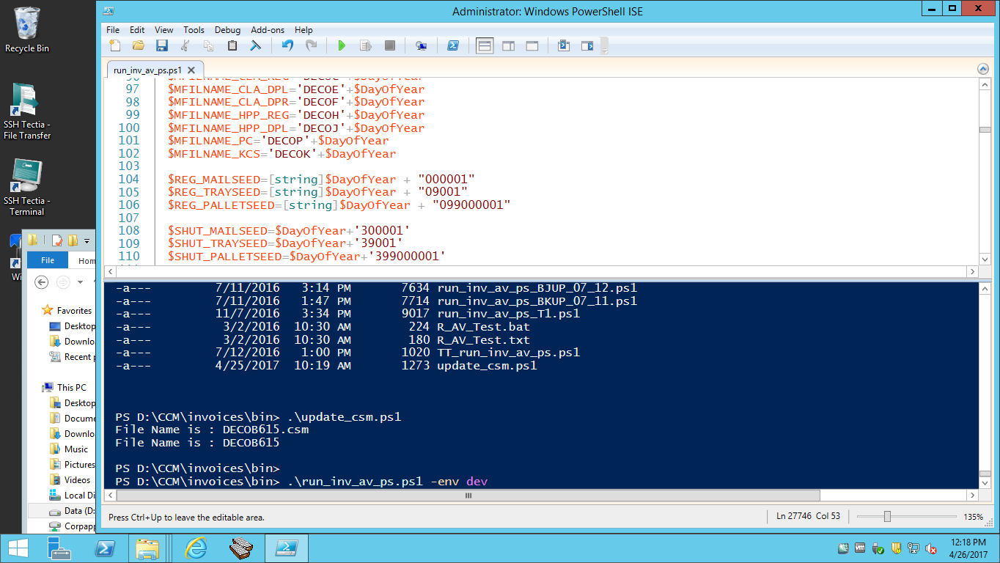 Administrator: Windows PowerShell ISE
Recycle Bin
SSH Tectia -
File Transfer
SSH Tectia -
Terminal
Wi
File Edit View Tools Debug Add-ons Help
run_inv_av_ps.ps1
97 $MFILNAME_CLA_DPL='DECOE'+$DayOfYear
98 $MFILNAME_CLA_DPR='DECOF'+$DayOfYear
99 $MFILNAME_HPP_REG='DECOH'+$DayOfYear
100 $MFILNAME_HPP_DPL='DECOJ'+$DayOfYear
101 $MFILNAME_PC='DECOP'+$DayOfYear
102 $MFILNAME_KCS='DECOK'+$DayOfYear
103
104 $REG_MAILSEED=[string]$DayOfYear + "000001"
105 $REG_TRAYSEED=[string]$DayOfYear + "09001"
106 $REG_PALLETSEED=[string]$DayOfYear + "099000001"
107
108 $SHUT_MAILSEED=$DayOfYear+'300001'
109 $SHUT_TRAYSEED=$DayOfYear+'39001'
110 $SHUT_PALLETSEED=$DayOfYear+'399000001'
-a--- 7/11/2016 3:14 PM 7634 run_inv_av_ps_BJUP_07_12.ps1
-a--- 7/11/2016 1:47 PM 7714 run_inv_av_ps_BKUP_07_11.ps1
-a--- 11/7/2016 3:34 PM 9017 run_inv_av_ps_T1.ps1
-a--- 3/2/2016 10:30 AM 224 R_AV_Test.bat
-a--- 3/2/2016 10:30 AM 180 R_AV_Test.txt
-a--- 7/12/2016 1:00 PM 1020 TT_run_inv_av_ps.ps1
-a--- 4/25/2017 10:19 AM 1273 update_csm.ps1
PS D:\CCM\invoices\bin> .\update_csm.ps1
File Name is : DECOB615.csm
File Name is : DECOB615
PS D:\CCM\invoices\bin>
PS D:\CCM\invoices\bin> .\run_inv_av_ps.ps1 -env dev
File Hom
Favorites
Desktop
Downlo
Recent p
This PC
Desktop
Docume
Downlo
Music
Pictures
Videos
Local Di
Data (D:
Corpapp
Press Ctrl+Up to leave the editable area.
Ln 27746 Col 53
135%
12:18 PM
4/26/2017